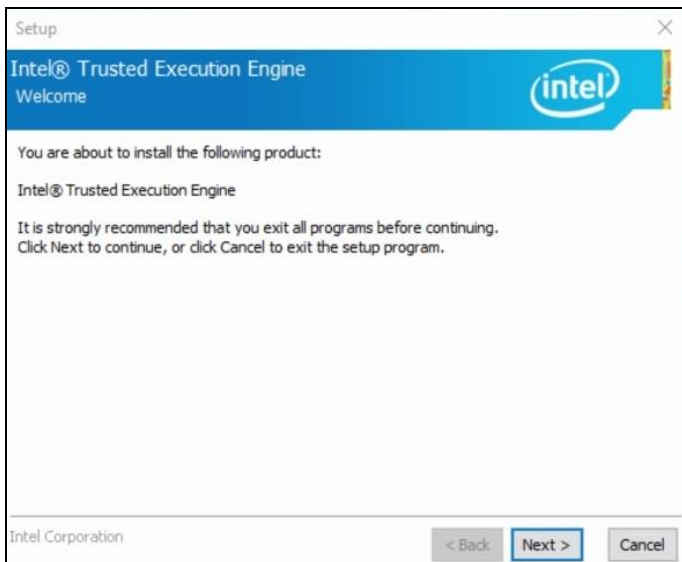 Setup
Intel® Trusted Execution Engine
Welcome
intel
You are about to install the following product:
Intel® Trusted Execution Engine
It is strongly recommended that you exit all programs before continuing.
Click Next to continue, or click Cancel to exit the setup program.
Intel Corporation
< Back Next > Cancel